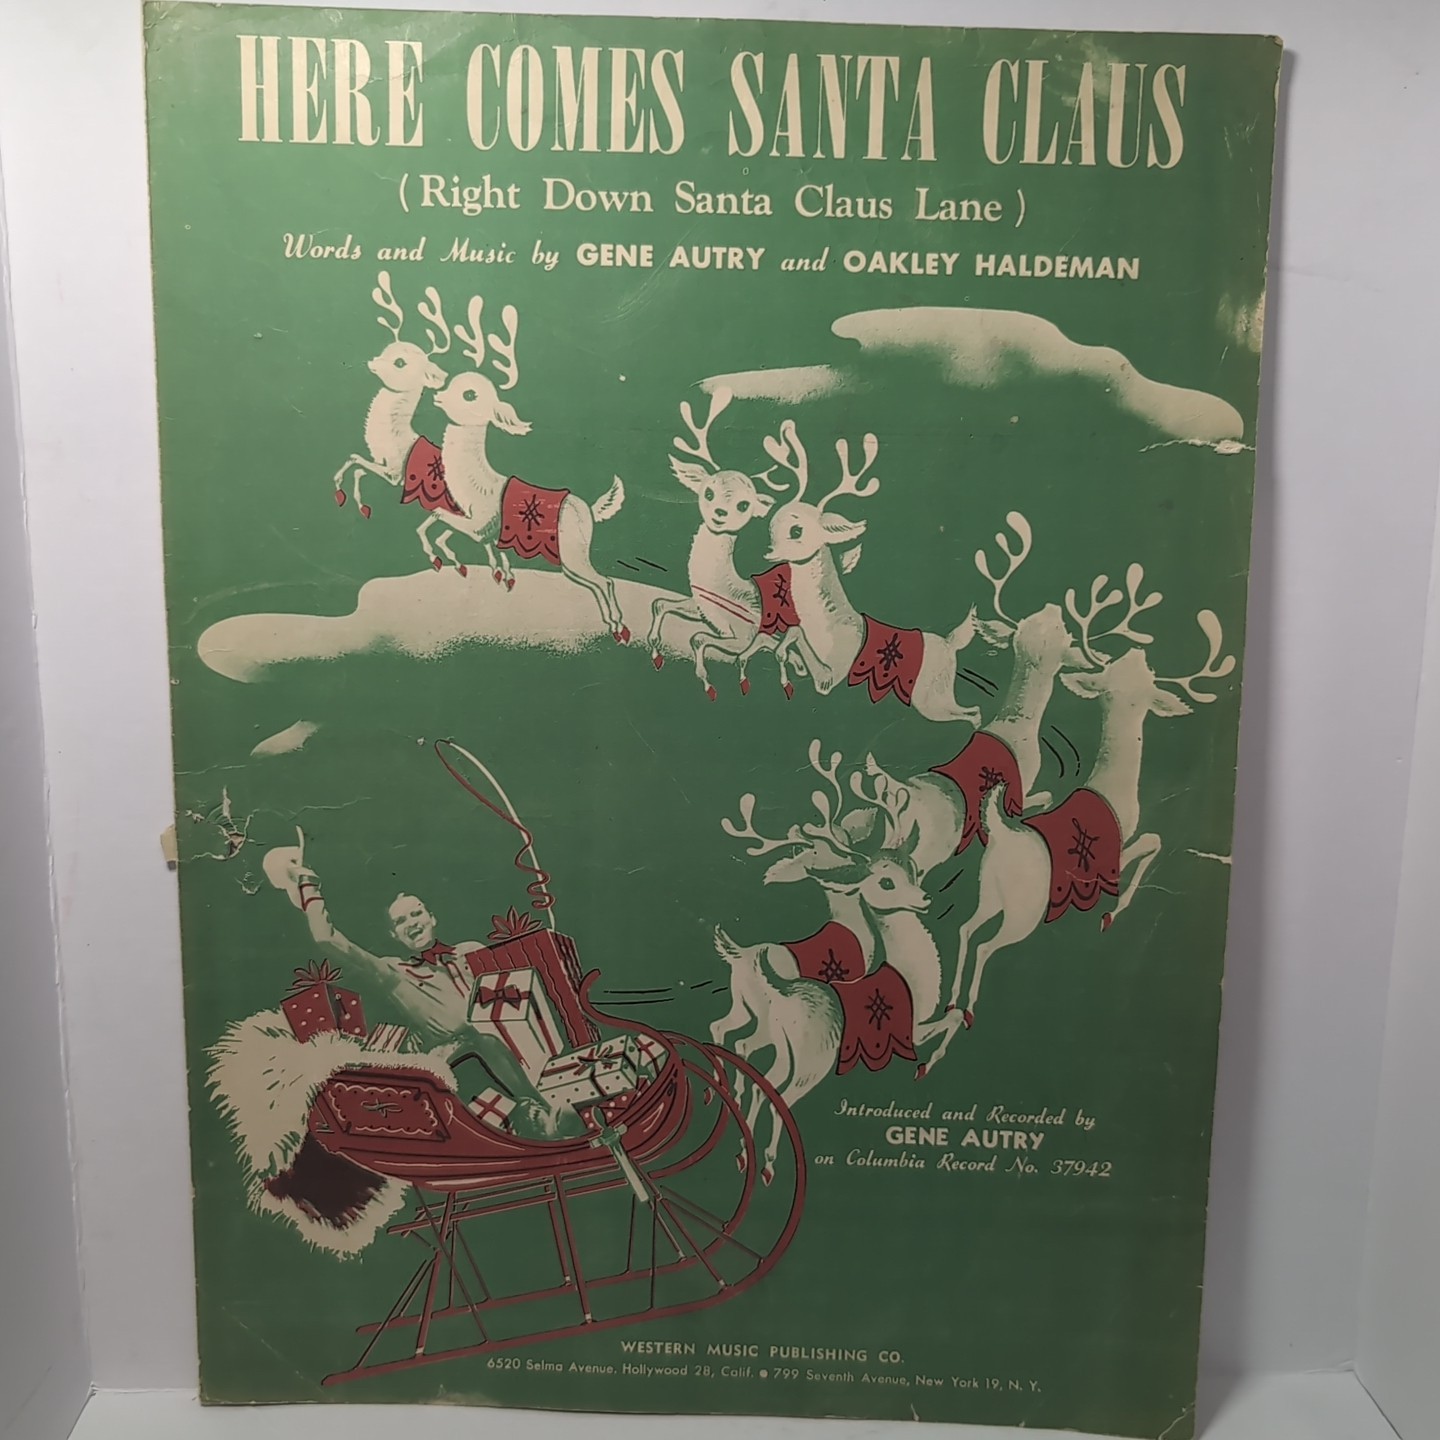 HERE COMES SANTA CLAUS
(Right Down Santa Claus Lane)
Words and Music by GENE AUTRY and OAKLEY HALDEMAN
Introduced and Recorded by
GENE AUTRY
on Columbia Record No. 37942
WESTERN MUSIC PUBLISHING CO.
6520 Selma Avenue, Hollywood 28, Calif. ● 799 Seventh Avenue, New York 19, N. Y.